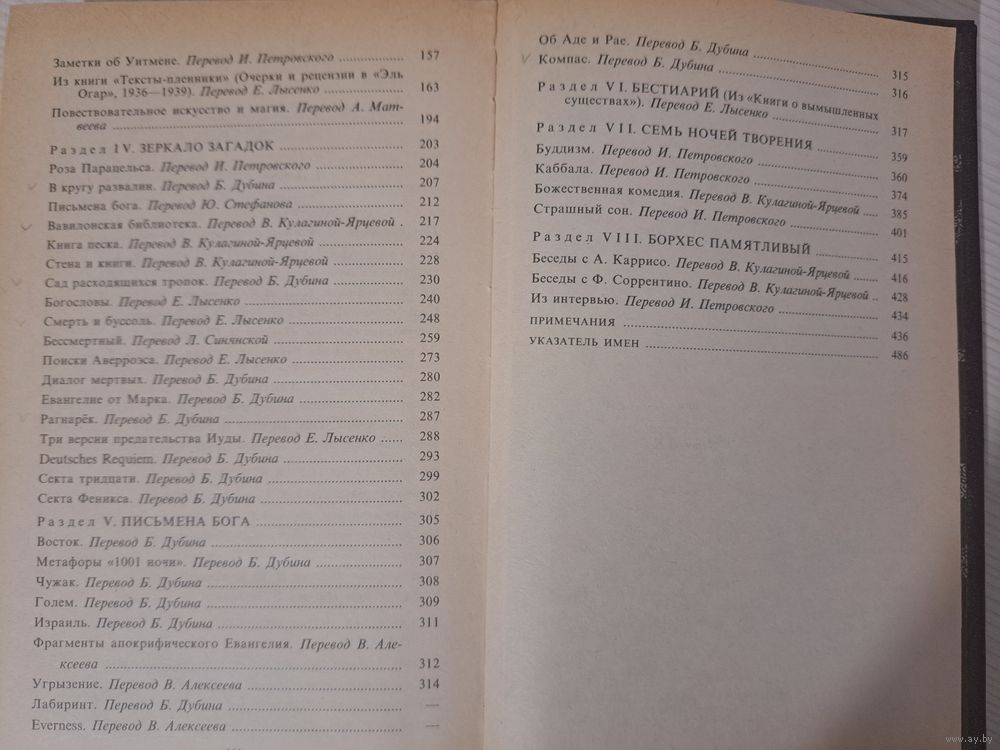 Заметки об Уитмене. Перевод И. Петровского ........ 157
Из книги «Тексты-пленники» (Очерки и рецензии в «Эль
Огар», 1936—1939). Перевод Е. Лысенко ........ 163
Повествовательное искусство и магия. Перевод А. Мат-
веева ........ 194
Раздел IV. ЗЕРКАЛО ЗАГАДОК ........ 203
Роза Парацельса. Перевод И. Петровского ........ 204
В кругу развалин. Перевод Б. Дубина ........ 207
Письмена бога. Перевод Ю. Стефанова ........ 212
Вавилонская библиотека. Перевод В. Кулагиной-Ярцевой . 217
Книга песка. Перевод В. Кулагиной-Ярцевой ........ 224
Стена и книги. Перевод В. Кулагиной-Ярцевой ........ 228
Сад расходящихся тропок. Перевод Б. Дубина ........ 230
Богословы. Перевод Е. Лысенко ........ 240
Смерть и буссоль. Перевод Е. Лысенко ........ 248
Бессмертный. Перевод Л. Синянской ........ 259
Поиски Аверроэса. Перевод Е. Лысенко ........ 273
Диалог мертвых. Перевод Б. Дубина ........ 280
Евангелие от Марка. Перевод Б. Дубина ........ 282
Рагнарёк. Перевод Б. Дубина ........ 287
Три версии предательства Иуды. Перевод Е. Лысенко ..... 288
Deutsches Requiem. Перевод Б. Дубина ........ 293
Секта тридцати. Перевод Б. Дубина ........ 299
Секта Феникса. Перевод Б. Дубина ........ 302
Раздел V. ПИСЬМЕНА БОГА ........ 305
Восток. Перевод Б. Дубина ........ 306
Метафоры «1001 ночи». Перевод Б. Дубина ........ 307
Чужак. Перевод Б. Дубина ........ 308
Голем. Перевод Б. Дубина ........ 309
Израиль. Перевод Б. Дубина ........ 311
Фрагменты апокрифического Евангелия. Перевод В. Але-
ксеева ........ 312
Угрызение. Перевод В. Алексеева ........ 314
Лабиринт. Перевод Б. Дубина ........ —
Everness. Перевод В. Алексеева ........ —
Об Аде и Рае. Перевод Б. Дубина ........ 315
Компас. Перевод Б. Дубина ........ 316
Раздел VI. БЕСТИАРИЙ (Из «Книги о вымышленных
существах»). Перевод Е. Лысенко ........ 317
Раздел VII. СЕМЬ НОЧЕЙ ТВОРЕНИЯ ........ 359
Буддизм. Перевод И. Петровского ........ 360
Каббала. Перевод И. Петровского ........ 374
Божественная комедия. Перевод В. Кулагиной-Ярцевой .... 385
Страшный сон. Перевод И. Петровского ........ 401
Раздел VIII. БОРХЕС ПАМЯТЛИВЫЙ ........ 415
Беседы с А. Каррисо. Перевод В. Кулагиной-Ярцевой ..... 416
Беседы с Ф. Соррентино. Перевод В. Кулагиной-Ярцевой .. 428
Из интервью. Перевод И. Петровского ........ 434
ПРИМЕЧАНИЯ ........ 436
УКАЗАТЕЛЬ ИМЕН ........ 486
www.ay.by